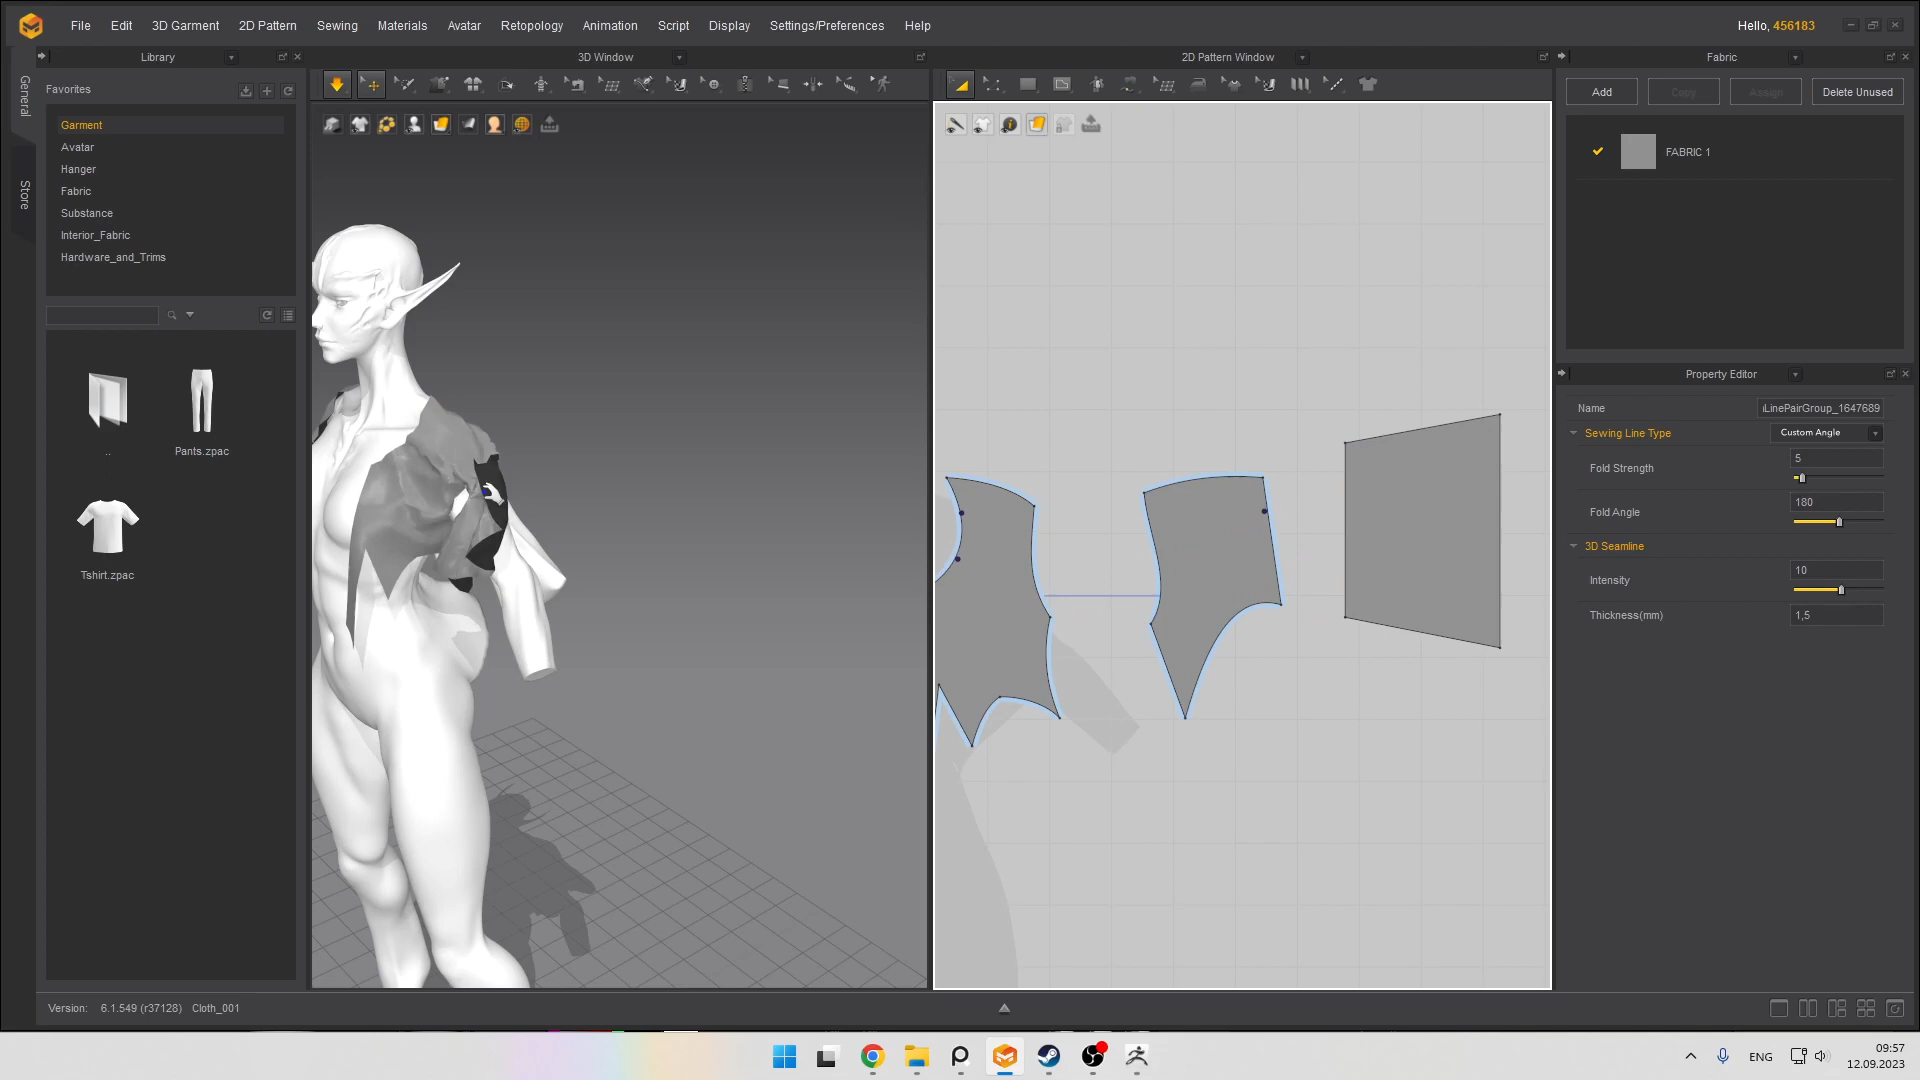 File Edit 3D Garment 2D Pattern Sewing Materials Avatar Retopology Animation Script Display Settings/Preferences Help
Hello, 456183
Library
3D Window
2D Pattern Window
Fabric
General
Store
Favorites
Garment
Avatar
Hanger
Fabric
Substance
Interior_Fabric
Hardware_and_Trims
..
Pants.zpac
Tshirt.zpac
Add Copy Assign Delete Unused
FABRIC 1
Property Editor
Name LinePairGroup_1647689
Sewing Line Type Custom Angle
Fold Strength 5
Fold Angle 180
3D Seamline
Intensity 10
Thickness(mm) 1,5
Version: 6.1.549 (r37128) Cloth_001
ENG
09:57
12.09.2023